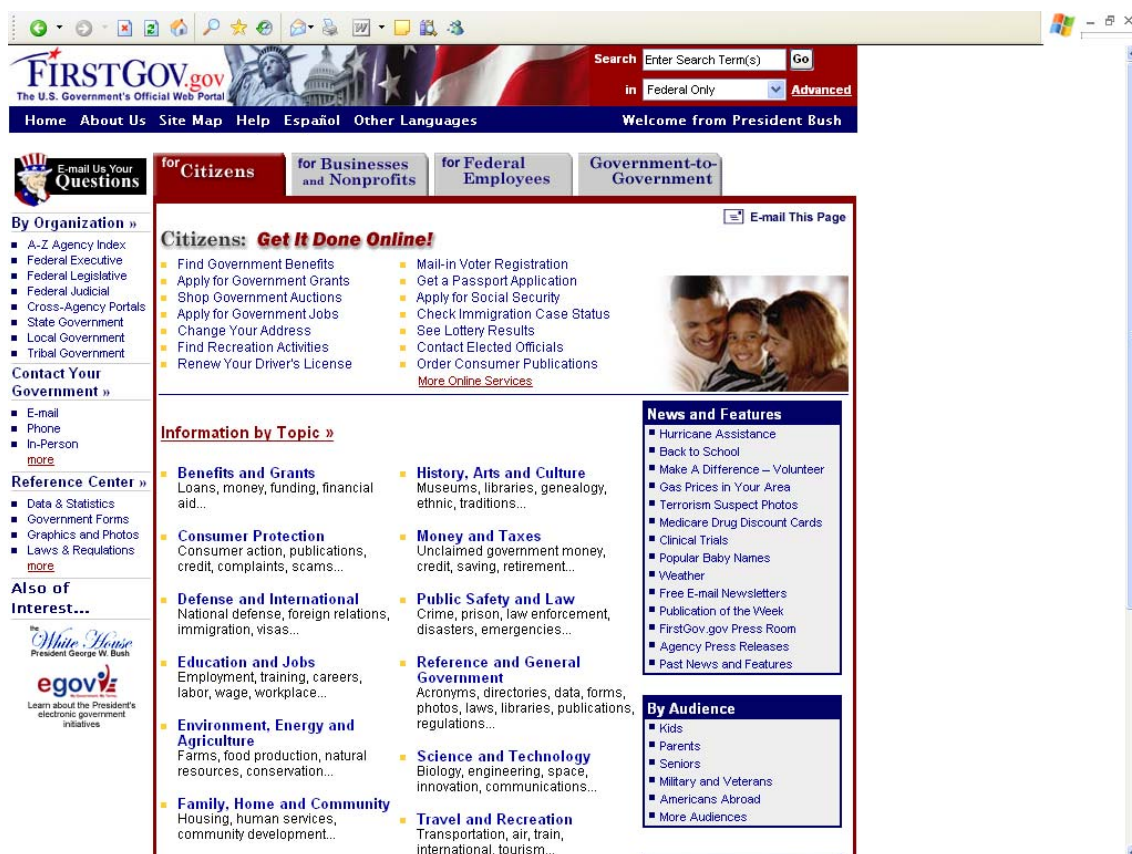 FIRSTGOV.gov
The U.S. Government's Official Web Portal
Search Enter Search Term(s) Go
in Federal Only Advanced
Home About Us Site Map Help Español Other Languages
Welcome from President Bush
E-mail Us Your
Questions
for Citizens
for Businesses
and Nonprofits
for Federal
Employees
Government-to-
Government
By Organization »
A-Z Agency Index
Federal Executive
Federal Legislative
Federal Judicial
Cross-Agency Portals
State Government
Local Government
Tribal Government
Contact Your
Government »
E-mail
Phone
In-Person
more
Reference Center »
Data & Statistics
Government Forms
Graphics and Photos
Laws & Regulations
more
Also of
Interest...
the
White House
President George W. Bush
egov
Learn about the President's
electronic government
initiatives
E-mail This Page
Citizens: Get It Done Online!
Find Government Benefits
Apply for Government Grants
Shop Government Auctions
Apply for Government Jobs
Change Your Address
Find Recreation Activities
Renew Your Driver's License
Mail-in Voter Registration
Get a Passport Application
Apply for Social Security
Check Immigration Case Status
See Lottery Results
Contact Elected Officials
Order Consumer Publications
More Online Services
Information by Topic »
Benefits and Grants
Loans, money, funding, financial
aid...
Consumer Protection
Consumer action, publications,
credit, complaints, scams...
Defense and International
National defense, foreign relations,
immigration, visas...
Education and Jobs
Employment, training, careers,
labor, wage, workplace...
Environment, Energy and
Agriculture
Farms, food production, natural
resources, conservation...
Family, Home and Community
Housing, human services,
community development...
History, Arts and Culture
Museums, libraries, genealogy,
ethnic, traditions...
Money and Taxes
Unclaimed government money,
credit, saving, retirement...
Public Safety and Law
Crime, prison, law enforcement,
disasters, emergencies...
Reference and General
Government
Acronyms, directories, data, forms,
photos, laws, libraries, publications,
regulations...
Science and Technology
Biology, engineering, space,
innovation, communications...
Travel and Recreation
Transportation, air, train,
international, tourism...
News and Features
Hurricane Assistance
Back to School
Make A Difference – Volunteer
Gas Prices in Your Area
Terrorism Suspect Photos
Medicare Drug Discount Cards
Clinical Trials
Popular Baby Names
Weather
Free E-mail Newsletters
Publication of the Week
FirstGov.gov Press Room
Agency Press Releases
Past News and Features
By Audience
Kids
Parents
Seniors
Military and Veterans
Americans Abroad
More Audiences